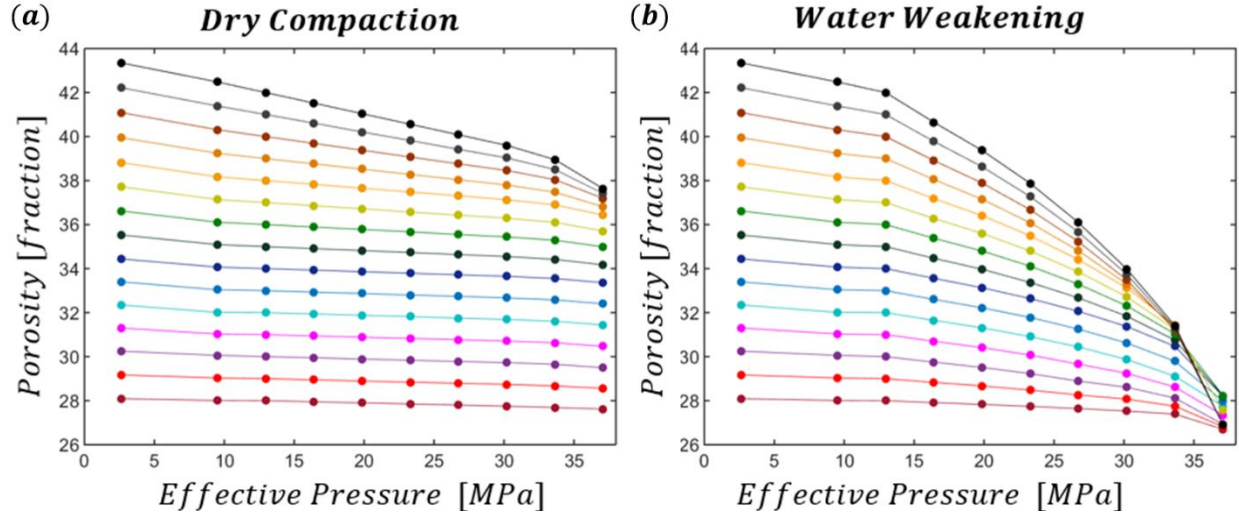 (a) Dry Compaction
44
42
40
38
36
34
32
30
28
26
0 5 10 15 20 25 30 35
Porosity [fraction]
Effective Pressure [MPa]
(b) Water Weakening
44
42
40
38
36
34
32
30
28
26
0 5 10 15 20 25 30 35
Porosity [fraction]
Effective Pressure [MPa]